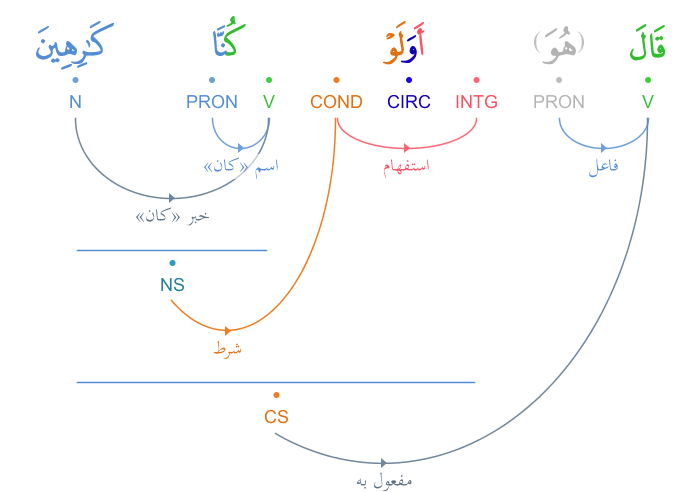 قَالَ (هُوَ) أَوَلَوْ كُنَّا كَـٰرِهِينَ
V PRON INTG CIRC COND V PRON N
فاعل استفهام اسم «كان»
خبر «كان»
NS
شرط
CS
مفعول به